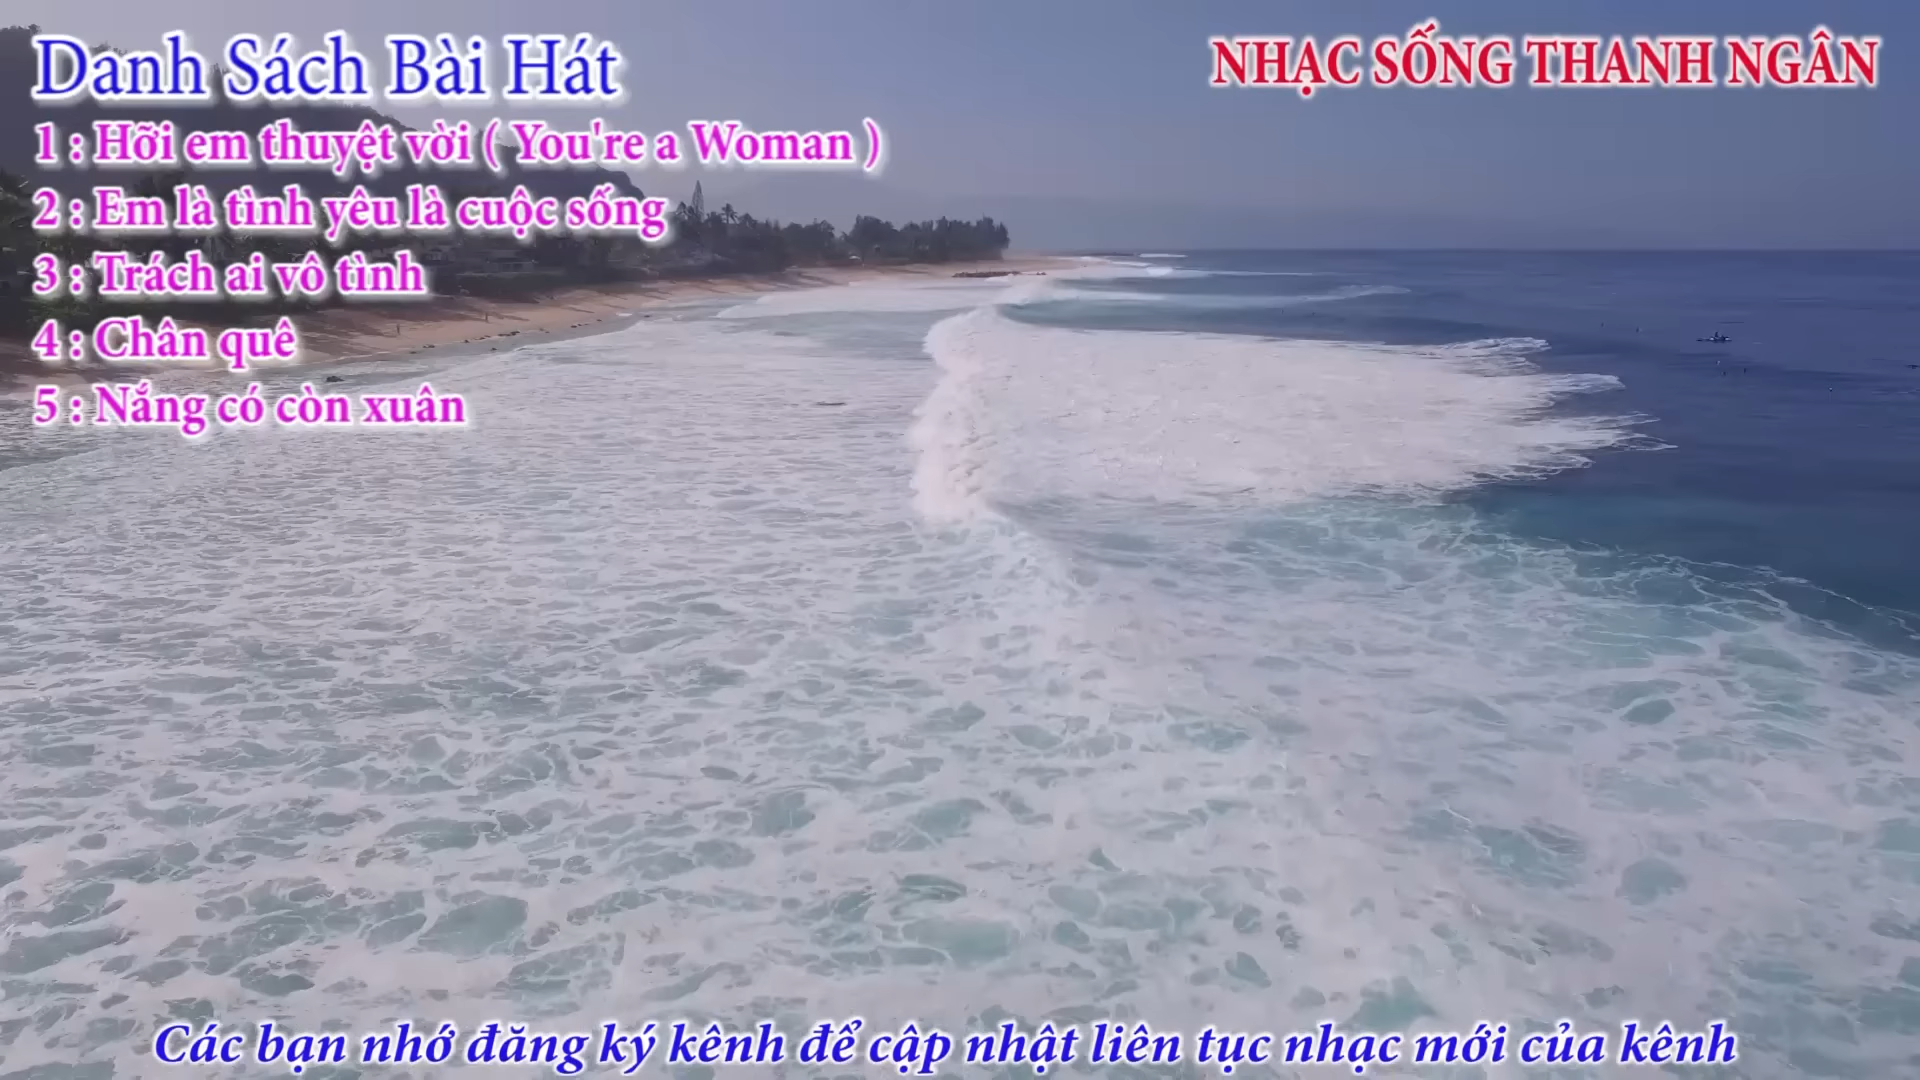 Danh Sách Bài Hát
NHẠC SỐNG THANH NGÂN
1 : Hỡi em thuyệt vời ( You're a Woman )
2 : Em là tình yêu là cuộc sống
3 : Trách ai vô tình
4 : Chân quê
5 : Nắng có còn xuân
Các bạn nhớ đăng ký kênh để cập nhật liên tục nhạc mới của kênh